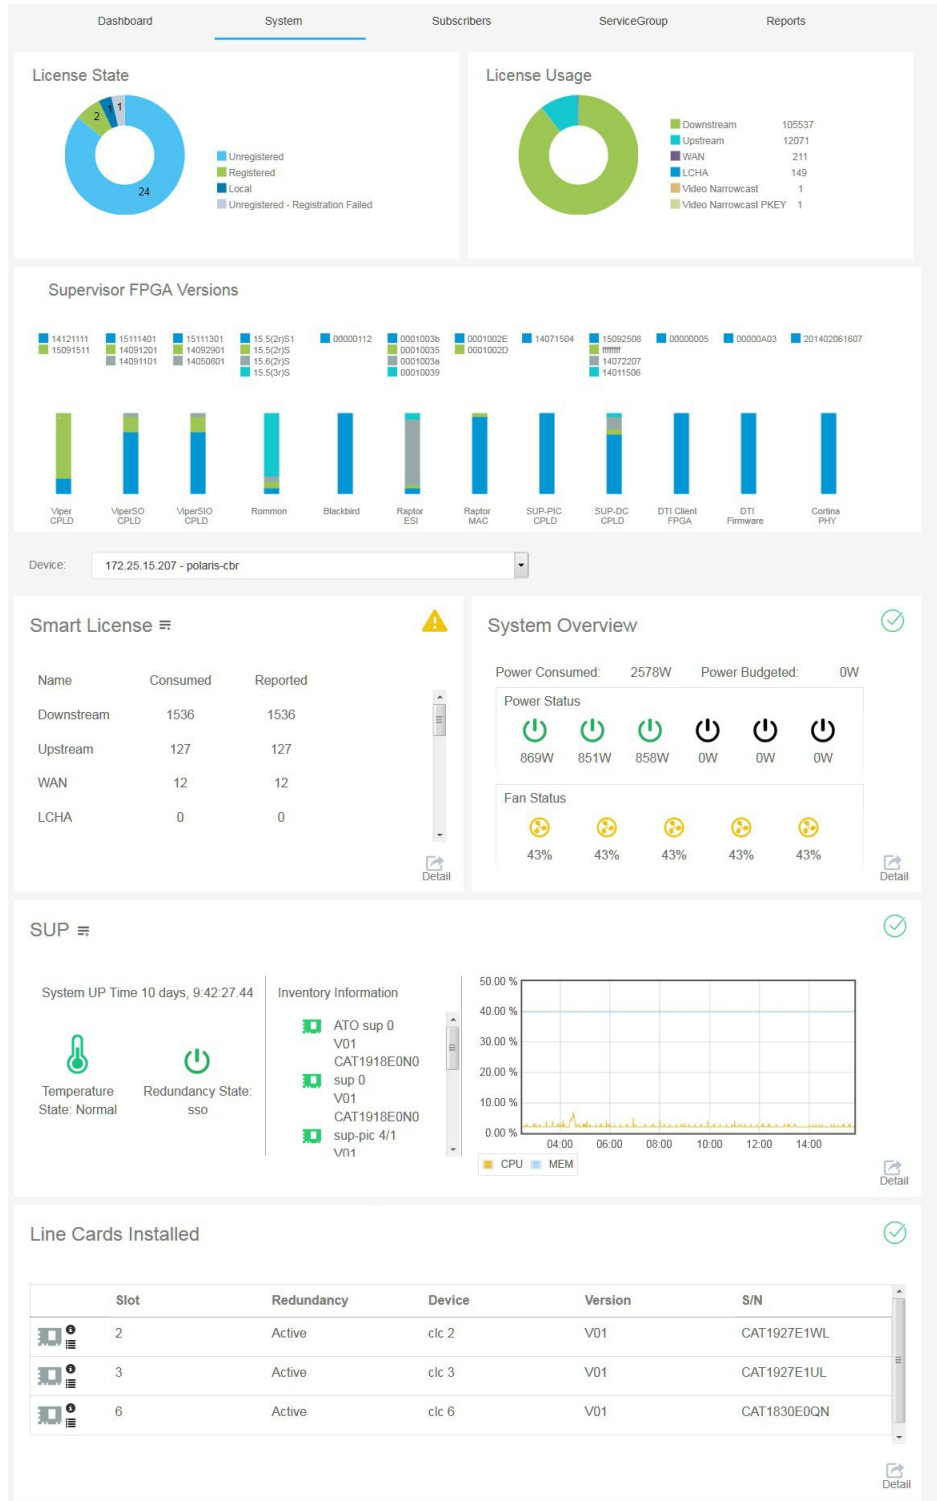 Dashboard System Subscribers ServiceGroup Reports
License State
2 1 1
24
Unregistered
Registered
Local
Unregistered - Registration Failed
License Usage
Downstream 105537
Upstream 12071
WAN 211
LCHA 149
Video Narrowcast 1
Video Narrowcast PKEY 1
Supervisor FPGA Versions
14121111 15111401 15111301 15.5(2r)S1 00000112 0001003b 0001002E 14071504 15092508 00000005 00000A03 201402061607
15091511 14091201 14092901 15.5(2r)S 00010035 0001002D ffffffff
14091101 14050801 15.6(2r)S 0001003a 14072207
15.5(3r)S 00010039 14011506
Viper ViperSO ViperSIO Rommon Blackbird Raptor Raptor SUP-PIC SUP-DC DTI Client DTI Cortina
CPLD CPLD CPLD ESI MAC CPLD CPLD FPGA Firmware PHY
Device: 172.25.15.207 - polaris-cbr
Smart License
Name Consumed Reported
Downstream 1536 1536
Upstream 127 127
WAN 12 12
LCHA 0 0
Detail
System Overview
Power Consumed: 2578W Power Budgeted: 0W
Power Status
869W 851W 858W 0W 0W 0W
Fan Status
43% 43% 43% 43% 43%
Detail
SUP
System UP Time 10 days, 9:42:27.44
Temperature
State: Normal
Redundancy State:
sso
Inventory Information
ATO sup 0
V01
CAT1918E0N0
sup 0
V01
CAT1918E0N0
sup-pic 4/1
V01
50.00 %
40.00 %
30.00 %
20.00 %
10.00 %
0.00 %
04:00 06:00 08:00 10:00 12:00 14:00
CPU MEM
Detail
Line Cards Installed
Slot Redundancy Device Version S/N
2 Active clc 2 V01 CAT1927E1WL
3 Active clc 3 V01 CAT1927E1UL
6 Active clc 6 V01 CAT1830E0QN
Detail